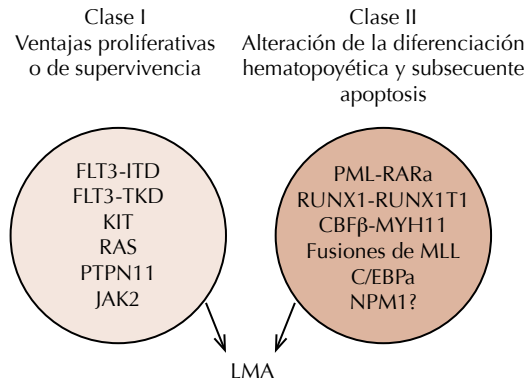 Clase I
Ventajas proliferativas
o de supervivencia
Clase II
Alteración de la diferenciación
hematopoyética y subsecuente
apoptosis
FLT3-ITD
FLT3-TKD
KIT
RAS
PTPN11
JAK2
PML-RARa
RUNX1-RUNX1T1
CBFβ-MYH11
Fusiones de MLL
C/EBPa
NPM1?
LMA